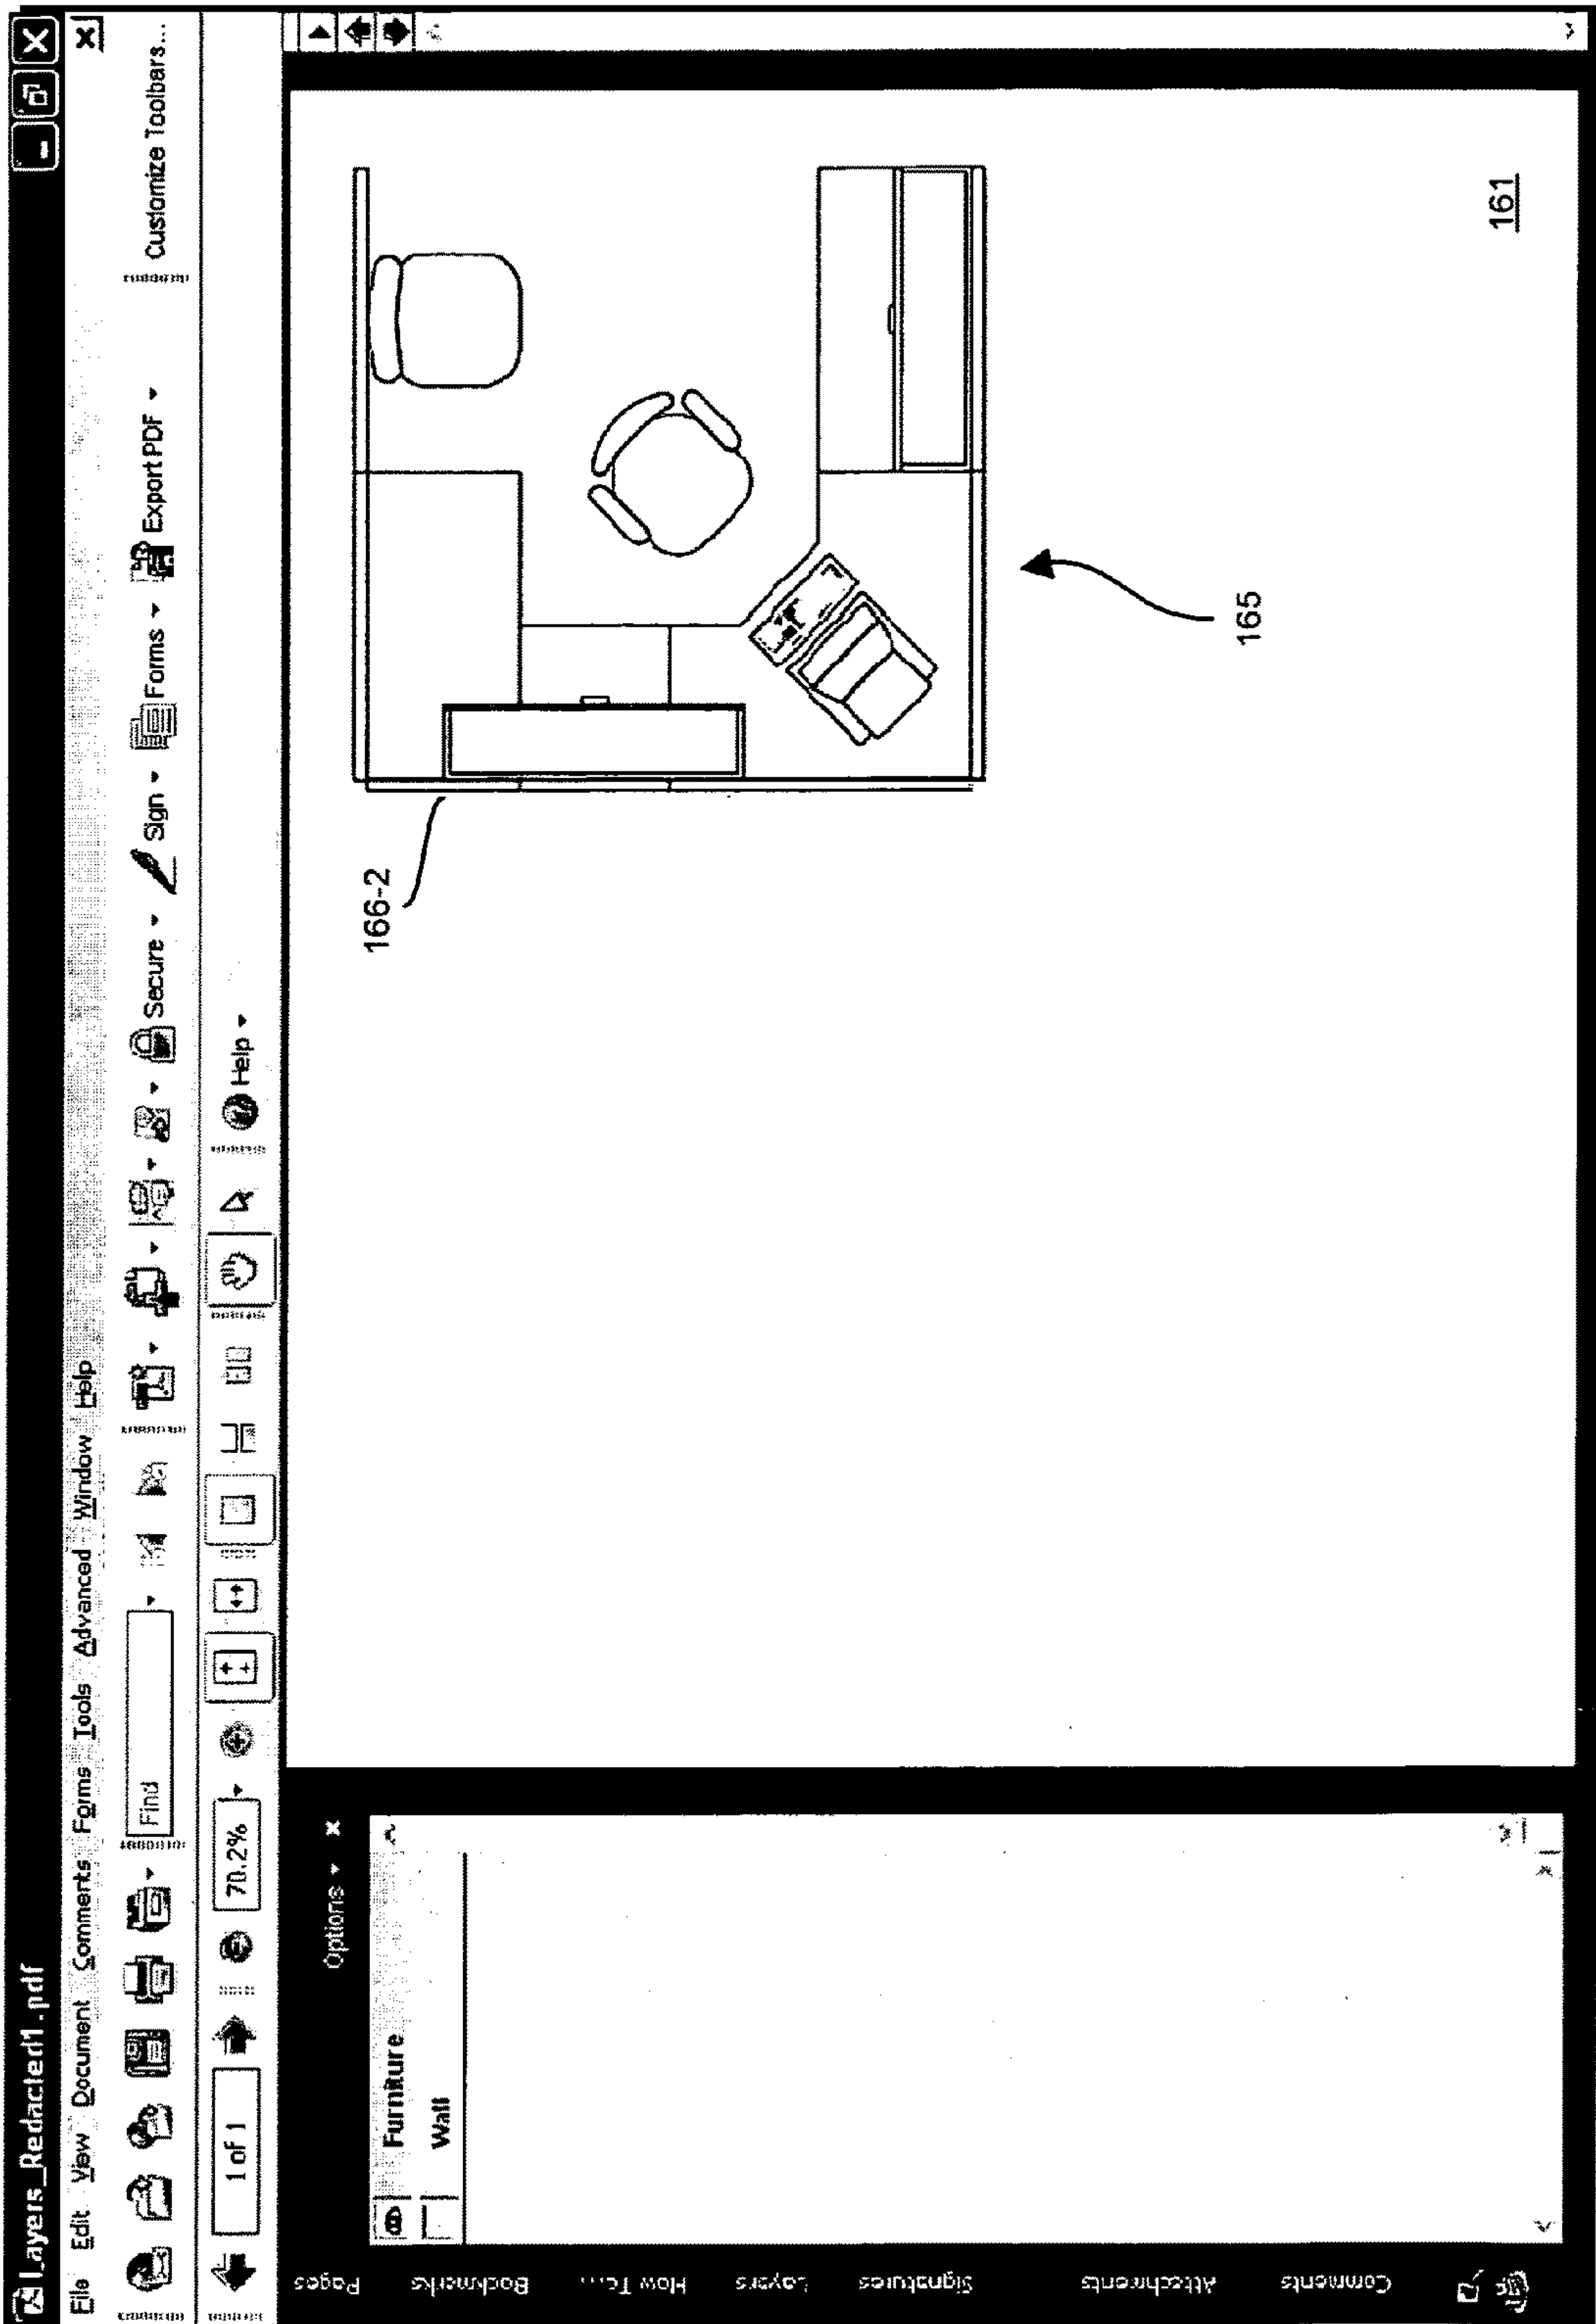 Layers_Redacted1.pdf
File Edit View Document Comments Forms Tools Advanced Window Help
Find
Secure
Sign
Forms
Export PDF
Customize Toolbars...
1 of 1
70.2%
Help
Options
Pages
Bookmarks
How To...
Layers
Signatures
Attachments
Comments
Furniture
Wall
166-2
165
161